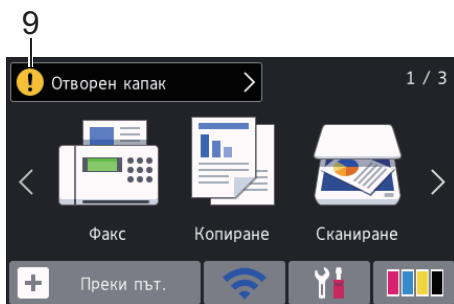 9
Отворен капак
1 / 3
Факс Копиране Сканиране
Преки път.